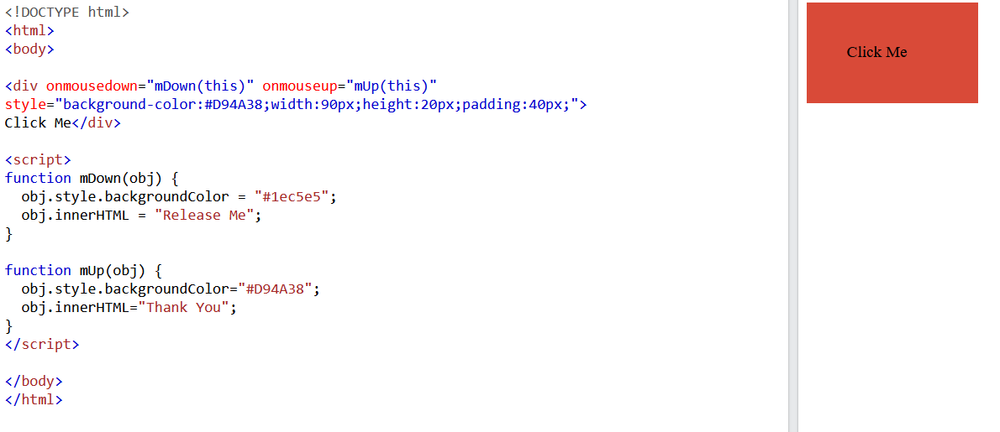 <!DOCTYPE html>
<html>
<body>
<div onmousedown="mDown(this)" onmouseup="mUp(this)"
style="background-color:#D94A38;width:90px;height:20px;padding:40px;">
Click Me</div>
<script>
function mDown(obj) {
  obj.style.backgroundColor = "#1ec5e5";
  obj.innerHTML = "Release Me";
}
function mUp(obj) {
  obj.style.backgroundColor="#D94A38";
  obj.innerHTML="Thank You";
}
</script>
</body>
</html>
Click Me